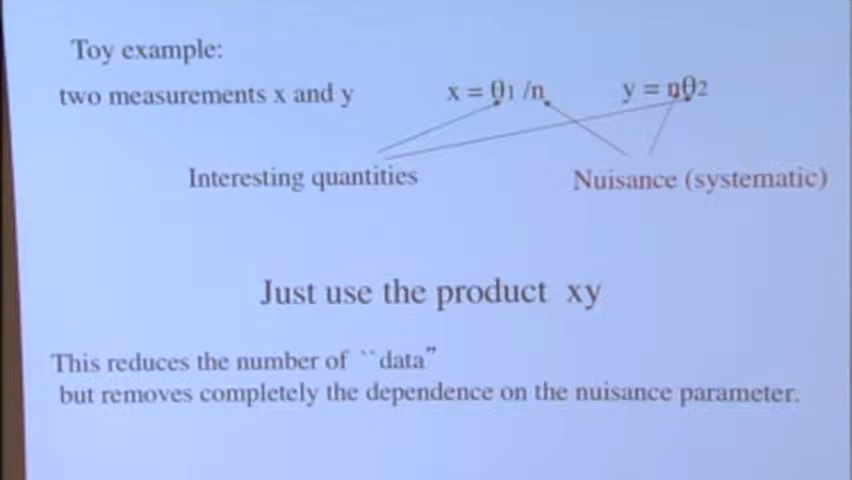 Toy example:
two measurements x and y x = θ1 /n y = nθ2
Interesting quantities Nuisance (systematic)
Just use the product xy
This reduces the number of ``data”
but removes completely the dependence on the nuisance parameter.